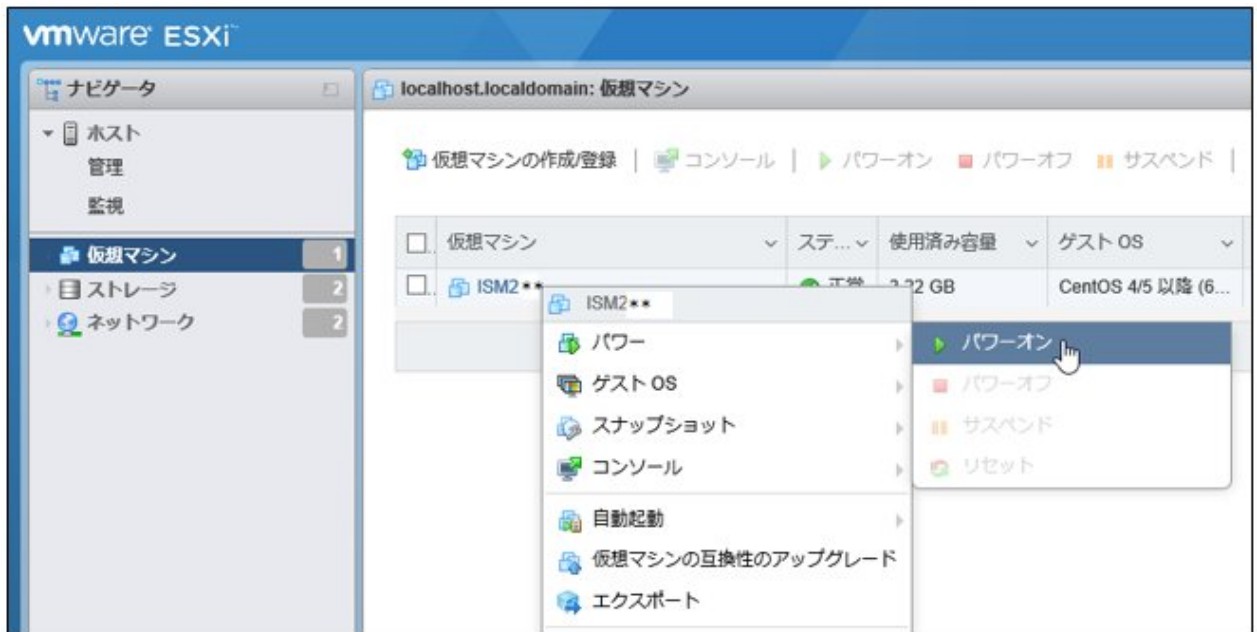 vmware ESXi™
ナビゲータ
ホスト
管理
監視
仮想マシン 1
ストレージ 2
ネットワーク 2
localhost.localdomain: 仮想マシン
仮想マシンの作成/登録 | コンソール | パワーオン パワーオフ サスペンド |
仮想マシン ステ... 使用済み容量 ゲスト OS
ISM2** 正常 2.22 GB CentOS 4/5 以降 (6...
ISM2**
パワー
ゲスト OS
スナップショット
コンソール
自動起動
仮想マシンの互換性のアップグレード
エクスポート
パワーオン
パワーオフ
サスペンド
リセット